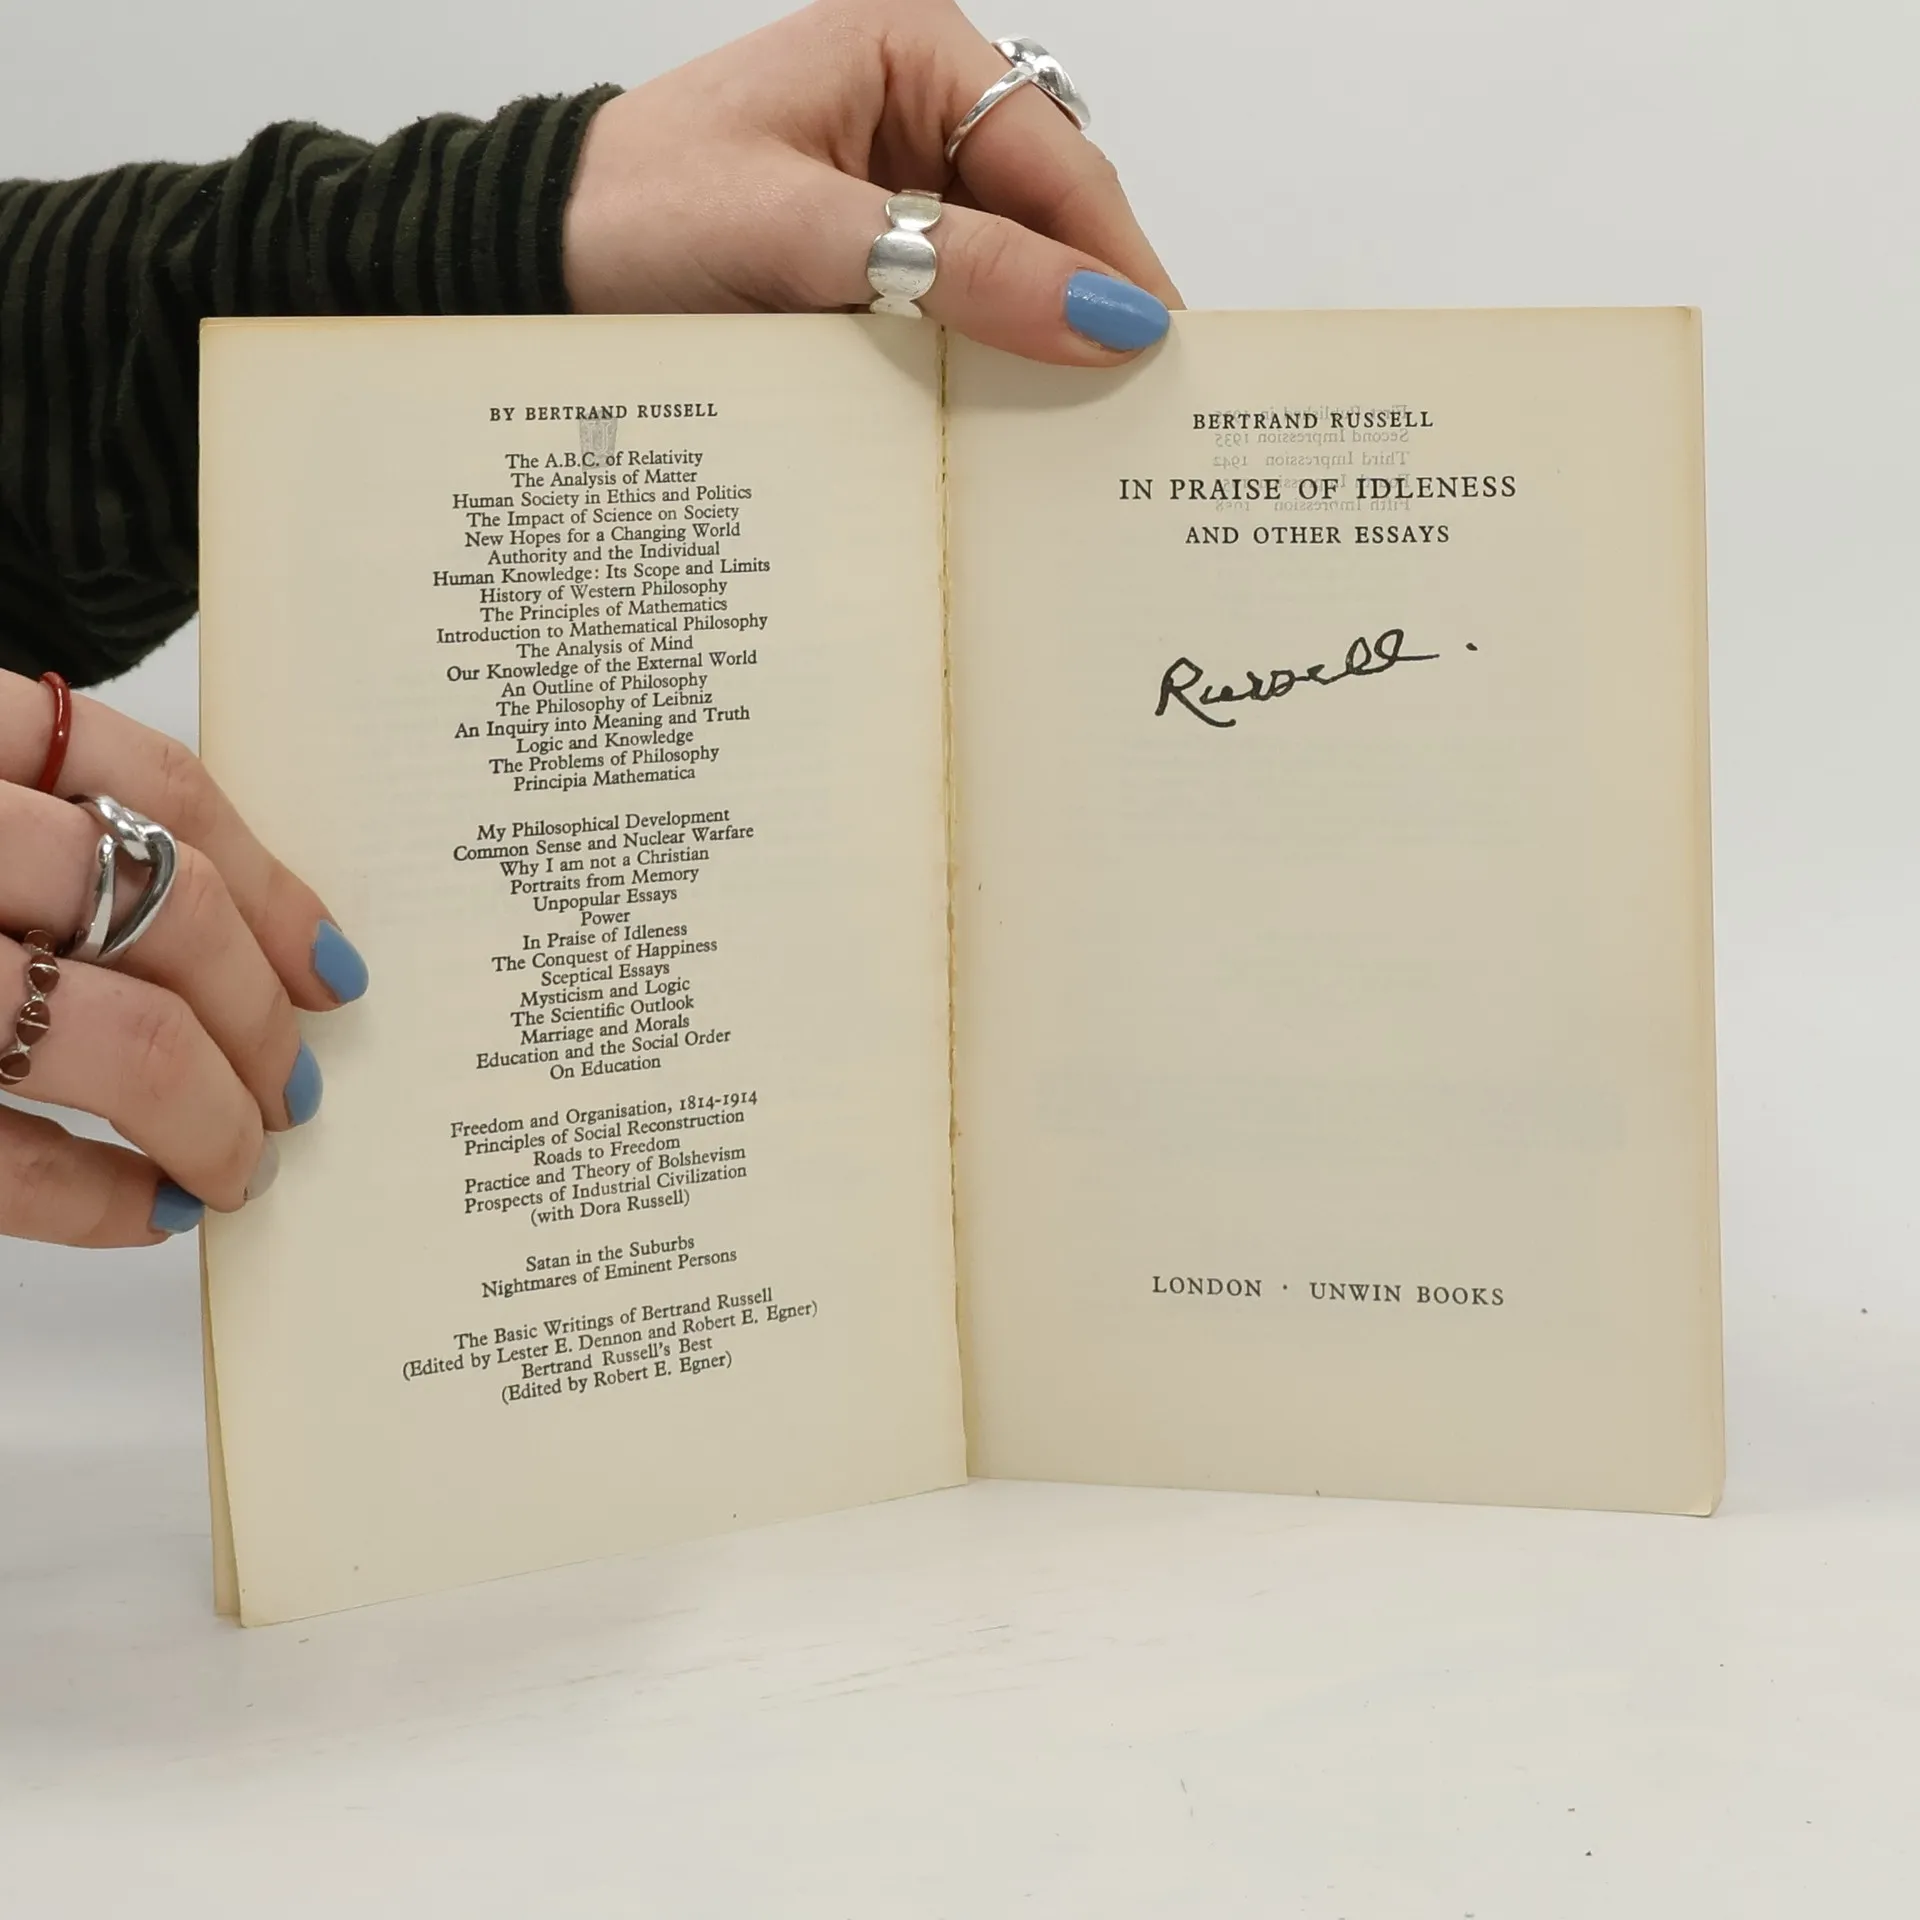 BY BERTRAND RUSSELL
The A.B.C. of Relativity
The Analysis of Matter
Human Society in Ethics and Politics
The Impact of Science on Society
New Hopes for a Changing World
Authority and the Individual
Human Knowledge: Its Scope and Limits
History of Western Philosophy
The Principles of Mathematics
Introduction to Mathematical Philosophy
The Analysis of Mind
Our Knowledge of the External World
An Outline of Philosophy
The Philosophy of Leibniz
An Inquiry into Meaning and Truth
Logic and Knowledge
The Problems of Philosophy
Principia Mathematica
My Philosophical Development
Common Sense and Nuclear Warfare
Why I am not a Christian
Portraits from Memory
Unpopular Essays
Power
In Praise of Idleness
The Conquest of Happiness
Sceptical Essays
Mysticism and Logic
The Scientific Outlook
Marriage and Morals
Education and the Social Order
On Education
Freedom and Organisation, 1814-1914
Principles of Social Reconstruction
Roads to Freedom
Practice and Theory of Bolshevism
Prospects of Industrial Civilization
(with Dora Russell)
Satan in the Suburbs
Nightmares of Eminent Persons
The Basic Writings of Bertrand Russell
(Edited by Lester E. Dennon and Robert E. Egner)
Bertrand Russell's Best
(Edited by Robert E. Egner)
BERTRAND RUSSELL
IN PRAISE OF IDLENESS
AND OTHER ESSAYS
Russell.
LONDON · UNWIN BOOKS